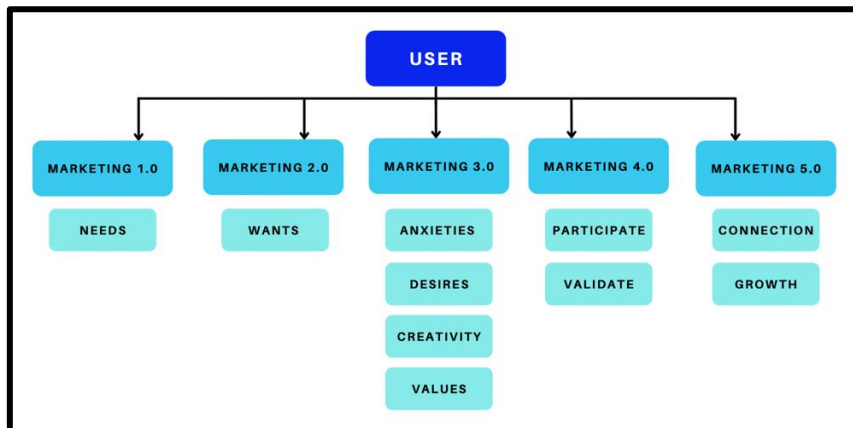 USER
MARKETING 1.0
MARKETING 2.0
MARKETING 3.0
MARKETING 4.0
MARKETING 5.0
NEEDS
WANTS
ANXIETIES
PARTICIPATE
CONNECTION
DESIRES
VALIDATE
GROWTH
CREATIVITY
VALUES